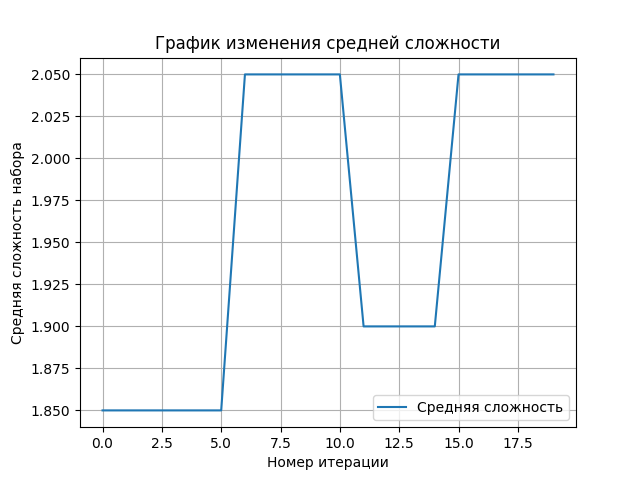 График изменения средней сложности
Средняя сложность набора
2.050
2.025
2.000
1.975
1.950
1.925
1.900
1.875
1.850
Средняя сложность
0.0 2.5 5.0 7.5 10.0 12.5 15.0 17.5
Номер итерации